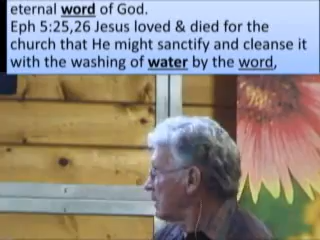 eternal word of God.
Eph 5:25,26 Jesus loved & died for the
church that He might sanctify and cleanse it
with the washing of water by the word,